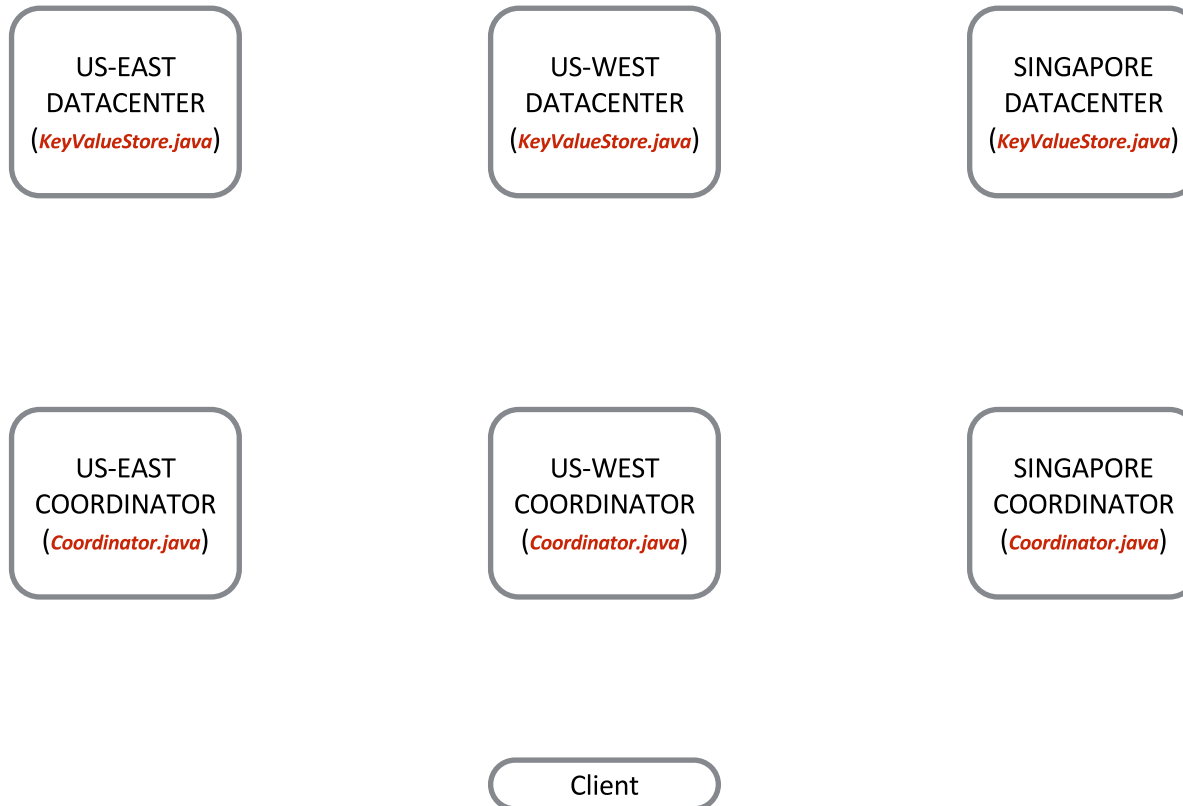 US-EAST
DATACENTER
(KeyValueStore.java)
US-WEST
DATACENTER
(KeyValueStore.java)
SINGAPORE
DATACENTER
(KeyValueStore.java)
US-EAST
COORDINATOR
(Coordinator.java)
US-WEST
COORDINATOR
(Coordinator.java)
SINGAPORE
COORDINATOR
(Coordinator.java)
Client